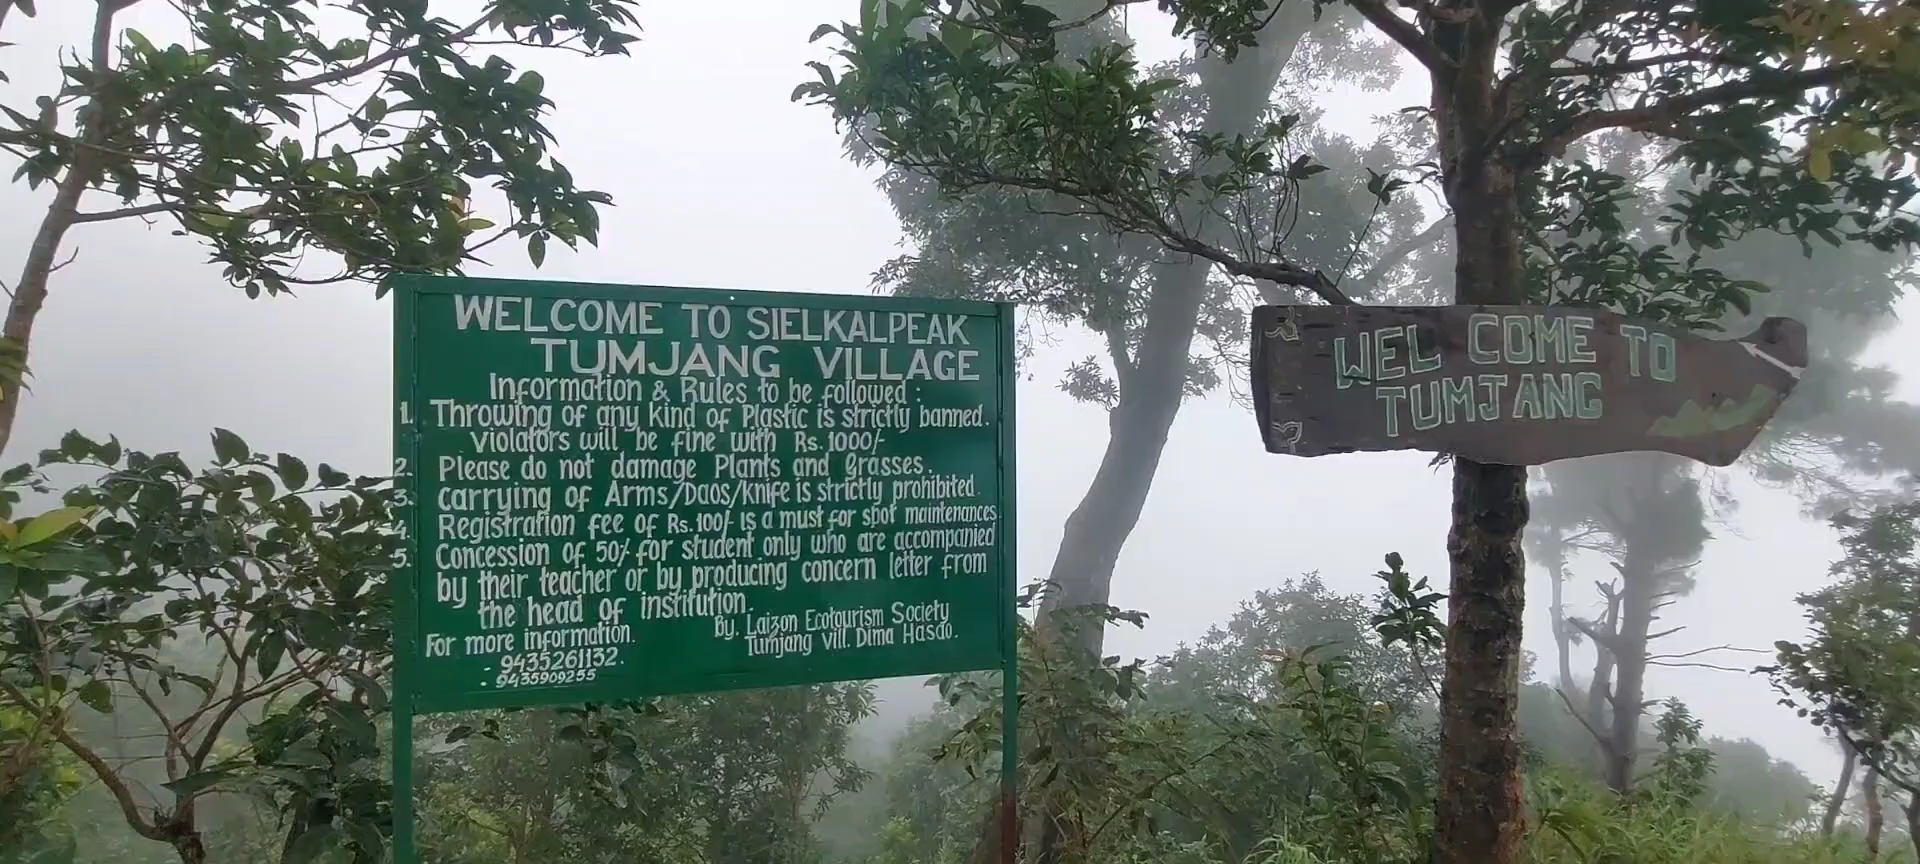 WELCOME TO SIELKALPEAK
TUMJANG VILLAGE
Information & Rules to be followed :
1. Throwing of any kind of Plastic is strictly banned.
violators will be fine with Rs. 1000/-
2. Please do not damage Plants and Grasses.
3. Carrying of Arms/Daos/knife is strictly prohibited.
4. Registration fee of Rs. 100/- is a must for spot maintenances
5. Concession of 50% for student only who are accompanied
by their teacher or by producing concern letter from
the head of institution.
For more information.
- 9435261132.
- 9435909255
By. Laizon Ecotourism Society
Tumjang Vill. Dima Hasao.
WEL COME TO
TUMJANG